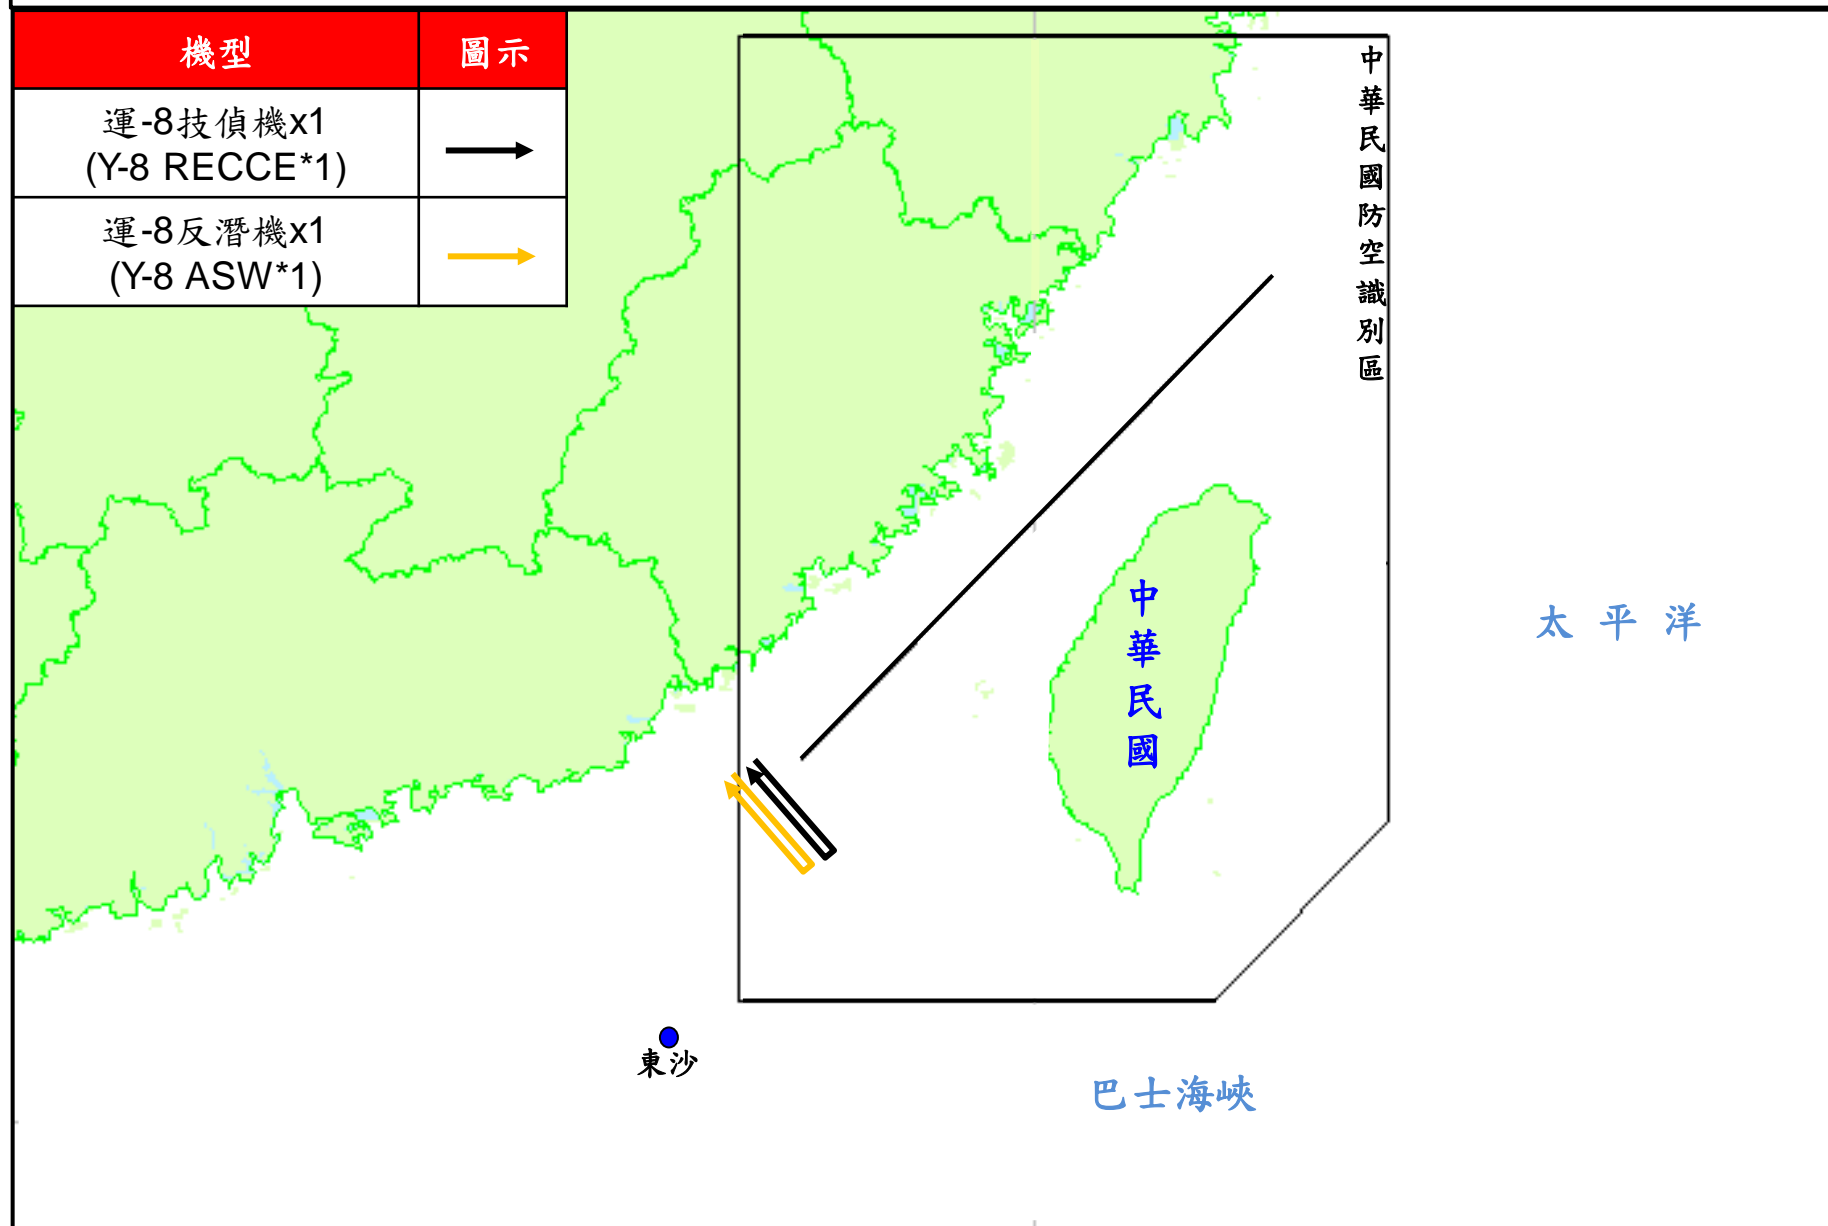 機型
圖示
運-8技偵機x1
(Y-8 RECCE*1)
運-8反潛機x1
(Y-8 ASW*1)
中華民國防空識別區
中華民國
太平洋
東沙
巴士海峽